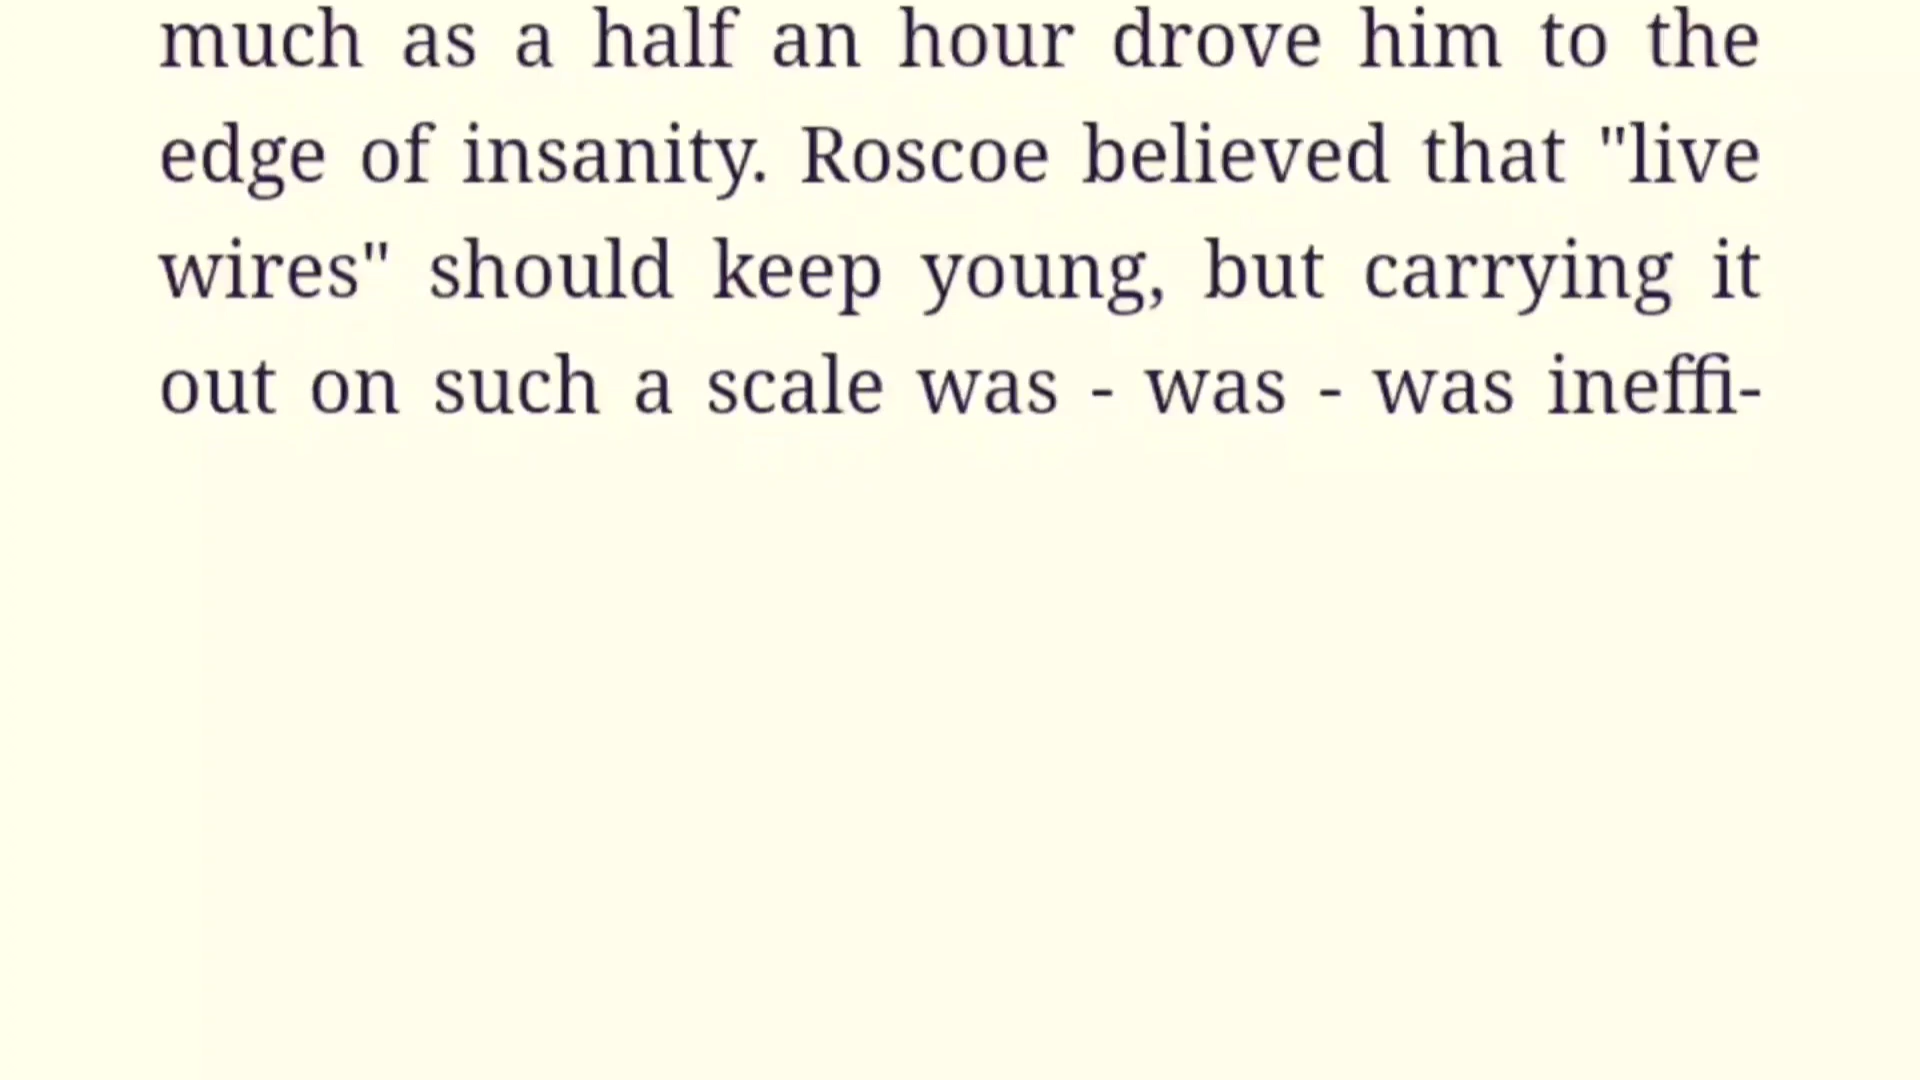 much as a half an hour drove him to the
edge of insanity. Roscoe believed that "live
wires" should keep young, but carrying it
out on such a scale was - was - was ineffi-